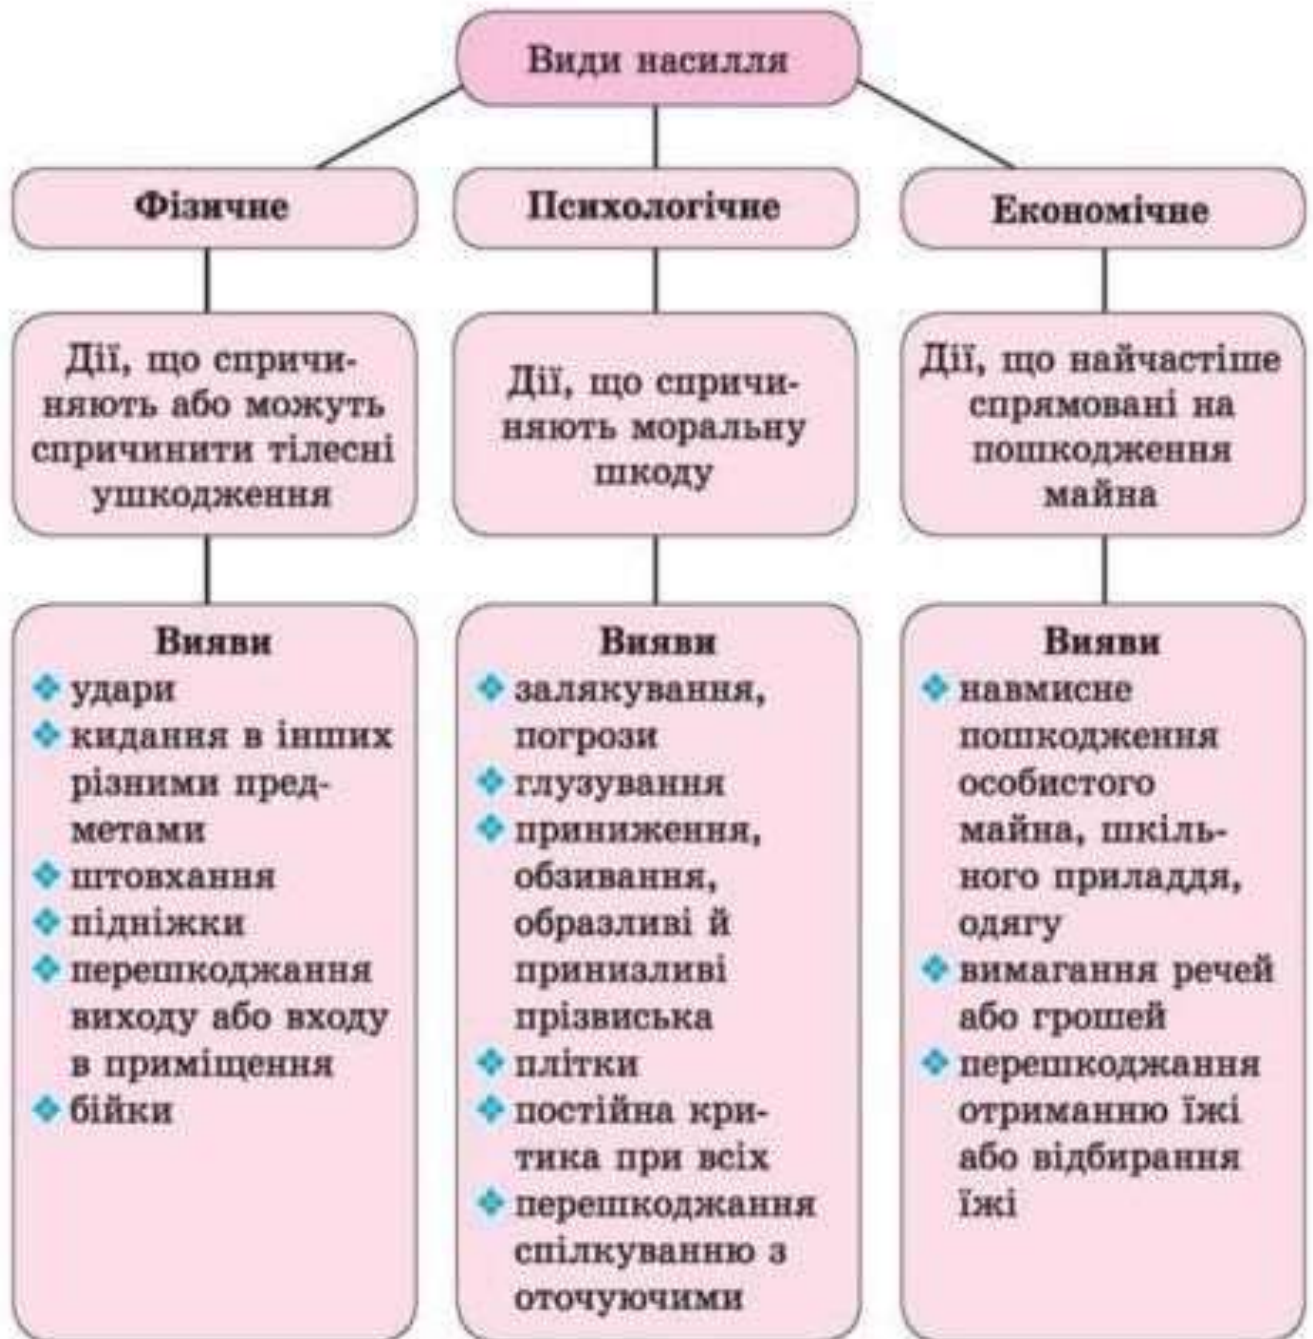 Види насилля
Фізичне
Дії, що спричи-
няють або можуть
спричинити тілесні
ушкодження
Вияви
❖ удари
❖ кидання в інших
різними пред-
метами
❖ штовхання
❖ підніжки
❖ перешкоджання
виходу або входу
в приміщення
❖ бійки
Психологічне
Дії, що спричи-
няють моральну
шкоду
Вияви
❖ залякування,
погрози
❖ глузування
❖ приниження,
обзивання,
образливі й
принизливі
прізвиська
❖ плітки
❖ постійна кри-
тика при всіх
❖ перешкоджання
спілкуванню з
оточуючими
Економічне
Дії, що найчастіше
спрямовані на
пошкодження
майна
Вияви
❖ навмисне
пошкодження
особистого
майна, шкіль-
ного приладдя,
одягу
❖ вимагання речей
або грошей
❖ перешкоджання
отриманню їжі
або відбирання
їжі